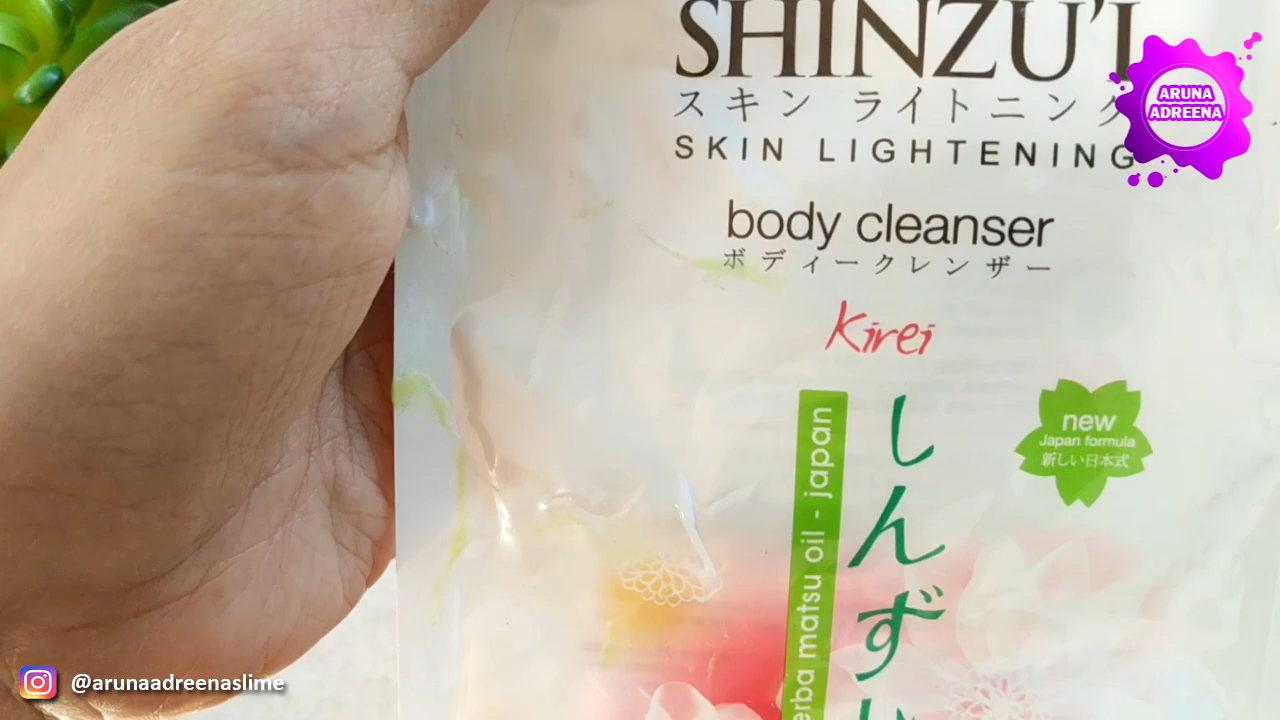 SHINZU'I
スキン ライトニング
SKIN LIGHTENING
ARUNA
ADREENA
body cleanser
ボディークレンザー
Kirei
new
Japan formula
新しい日本式
しんずい
matsu oil - japan
@arunaadreenaslime